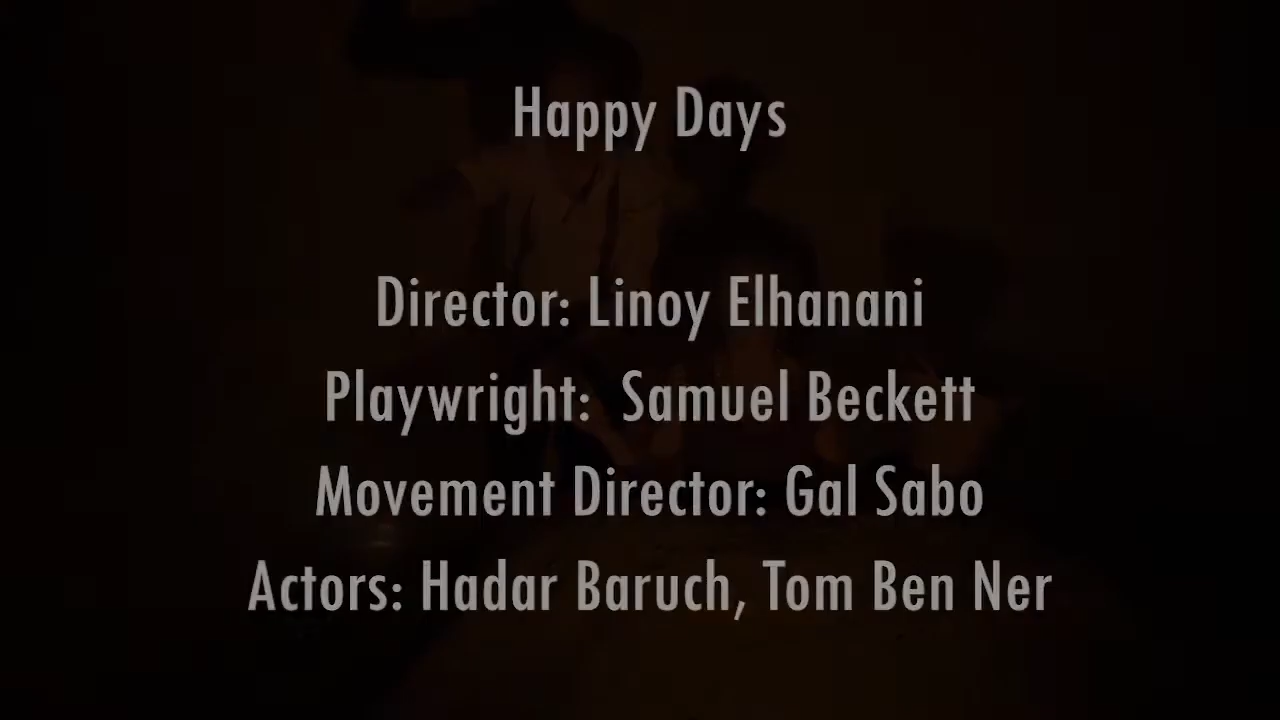 Happy Days
Director: Linoy Elhanani
Playwright:  Samuel Beckett
Movement Director: Gal Sabo
Actors: Hadar Baruch, Tom Ben Ner